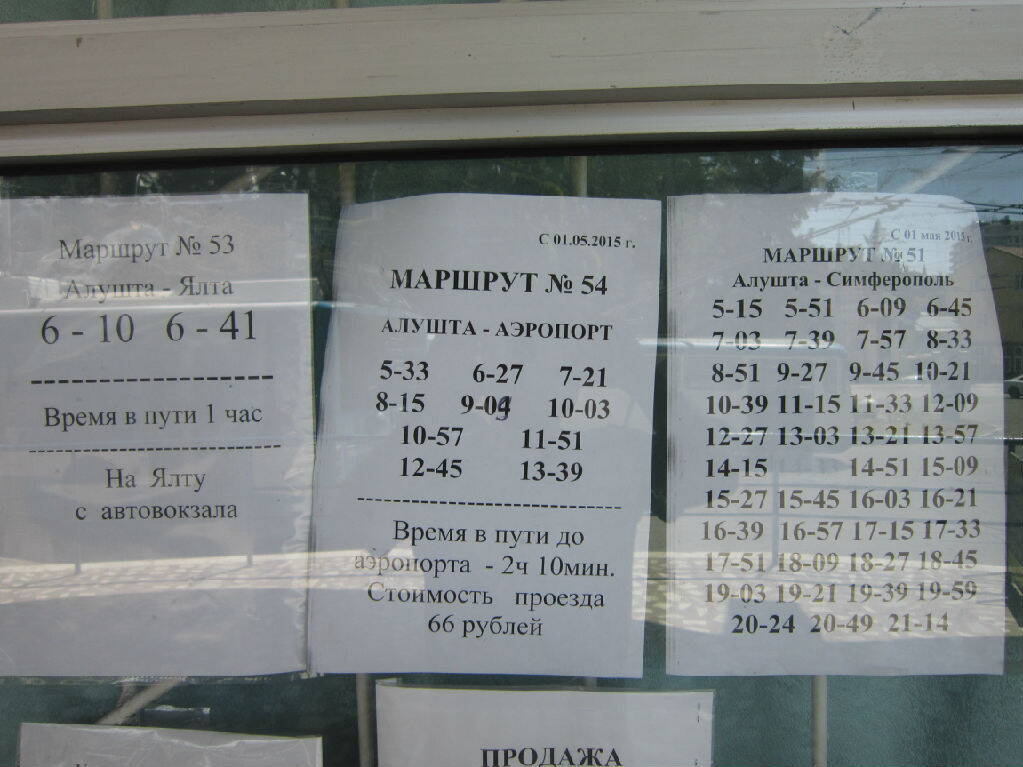 Маршрут № 53
Алушта - Ялта
6 - 10 6 - 41
Время в пути 1 час
На Ялту
с автовокзала
С 01.05.2015 г.
МАРШРУТ № 54
АЛУШТА - АЭРОПОРТ
5-33 6-27 7-21
8-15 9-09 10-03
10-57 11-51
12-45 13-39
Время в пути до
аэропорта - 2ч 10мин.
Стоимость проезда
66 рублей
С 01 мая 2015г.
МАРШРУТ № 51
Алушта - Симферополь
5-15 5-51 6-09 6-45
7-03 7-39 7-57 8-33
8-51 9-27 9-45 10-21
10-39 11-15 11-33 12-09
12-27 13-03 13-21 13-57
14-15 14-51 15-09
15-27 15-45 16-03 16-21
16-39 16-57 17-15 17-33
17-51 18-09 18-27 18-45
19-03 19-21 19-39 19-59
20-24 20-49 21-14
ПРОДАЖА